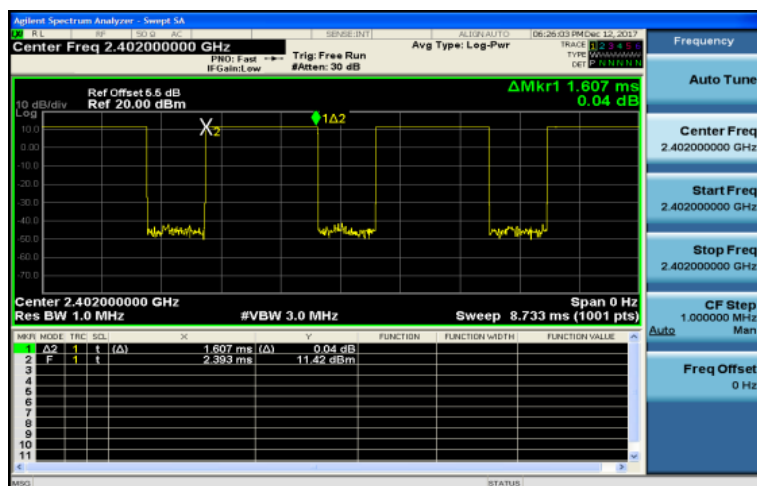 Agilent Spectrum Analyzer - Swept SA
RL RF 50 Ω AC SENSE:INT ALIGN AUTO 06:26:03 PM Dec 12, 2017
Center Freq 2.402000000 GHz Avg Type: Log-Pwr TRACE 1 2 3 4 5 6
PNO: Fast Trig: Free Run TYPE WWWWWW
IFGain:Low #Atten: 30 dB DET P N N N N N
Frequency
Auto Tune
Ref Offset 5.5 dB ΔMkr1 1.607 ms
10 dB/div Ref 20.00 dBm 0.04 dB
Log
10.0
0.00
-10.0
-20.0
-30.0
-40.0
-50.0
-60.0
-70.0
X2
1Δ2
Center 2.402000000 GHz Span 0 Hz
Res BW 1.0 MHz #VBW 3.0 MHz Sweep 8.733 ms (1001 pts)
MKR MODE TRC SCL X Y FUNCTION FUNCTION WIDTH FUNCTION VALUE
1 Δ2 1 t (Δ) 1.607 ms (Δ) 0.04 dB
2 F 1 t 2.393 ms 11.42 dBm
3
4
5
6
7
8
9
10
11
Center Freq
2.402000000 GHz
Start Freq
2.402000000 GHz
Stop Freq
2.402000000 GHz
CF Step
1.000000 MHz
Auto Man
Freq Offset
0 Hz
MSG STATUS